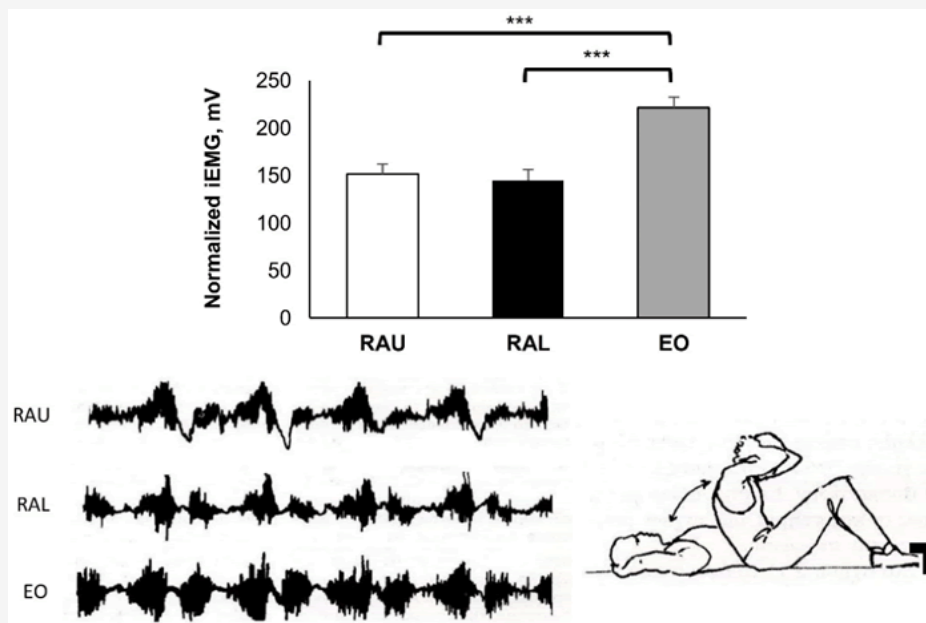 ***
***
Normalized iEMG, mV
250
200
150
100
50
0
RAU
RAL
EO
RAU
RAL
EO